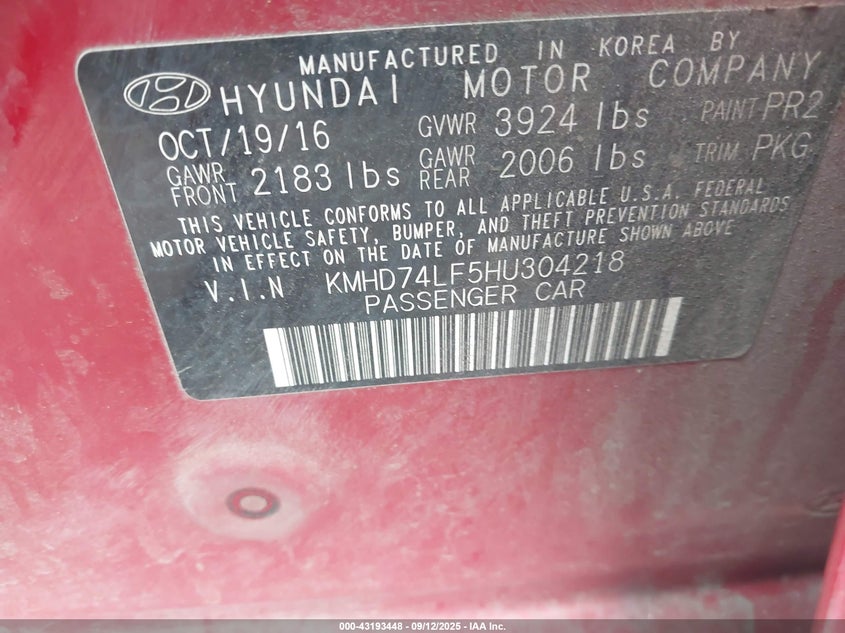 MANUFACTURED IN KOREA BY
HYUNDAI MOTOR COMPANY
OCT/19/16 GVWR 3924 lbs PAINT PR2
GAWR FRONT 2183 lbs GAWR REAR 2006 lbs TRIM PKG
THIS VEHICLE CONFORMS TO ALL APPLICABLE U.S.A. FEDERAL
MOTOR VEHICLE SAFETY, BUMPER, AND THEFT PREVENTION STANDARDS
IN EFFECT ON THE DATE OF MANUFACTURE SHOWN ABOVE
V.I.N KMHD74LF5HU304218
PASSENGER CAR
000-43193448 - 09/12/2025 - IAA Inc.